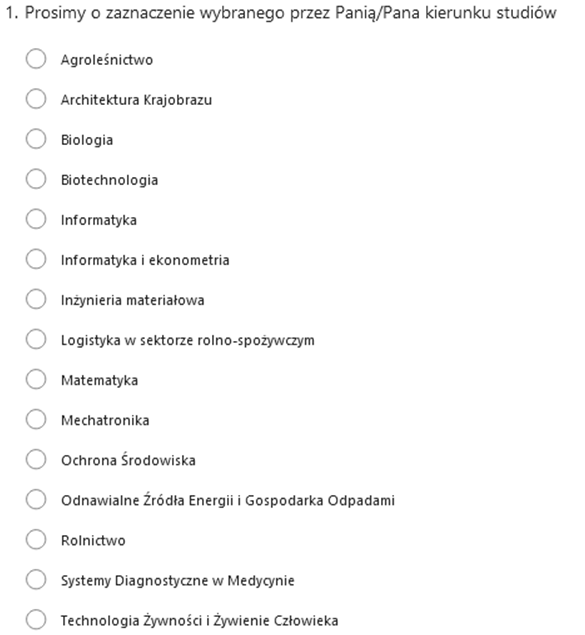 1. Prosimy o zaznaczenie wybranego przez Panią/Pana kierunku studiów
Agroleśnictwo
Architektura Krajobrazu
Biologia
Biotechnologia
Informatyka
Informatyka i ekonometria
Inżynieria materiałowa
Logistyka w sektorze rolno-spożywczym
Matematyka
Mechatronika
Ochrona Środowiska
Odnawialne Źródła Energii i Gospodarka Odpadami
Rolnictwo
Systemy Diagnostyczne w Medycynie
Technologia Żywności i Żywienie Człowieka